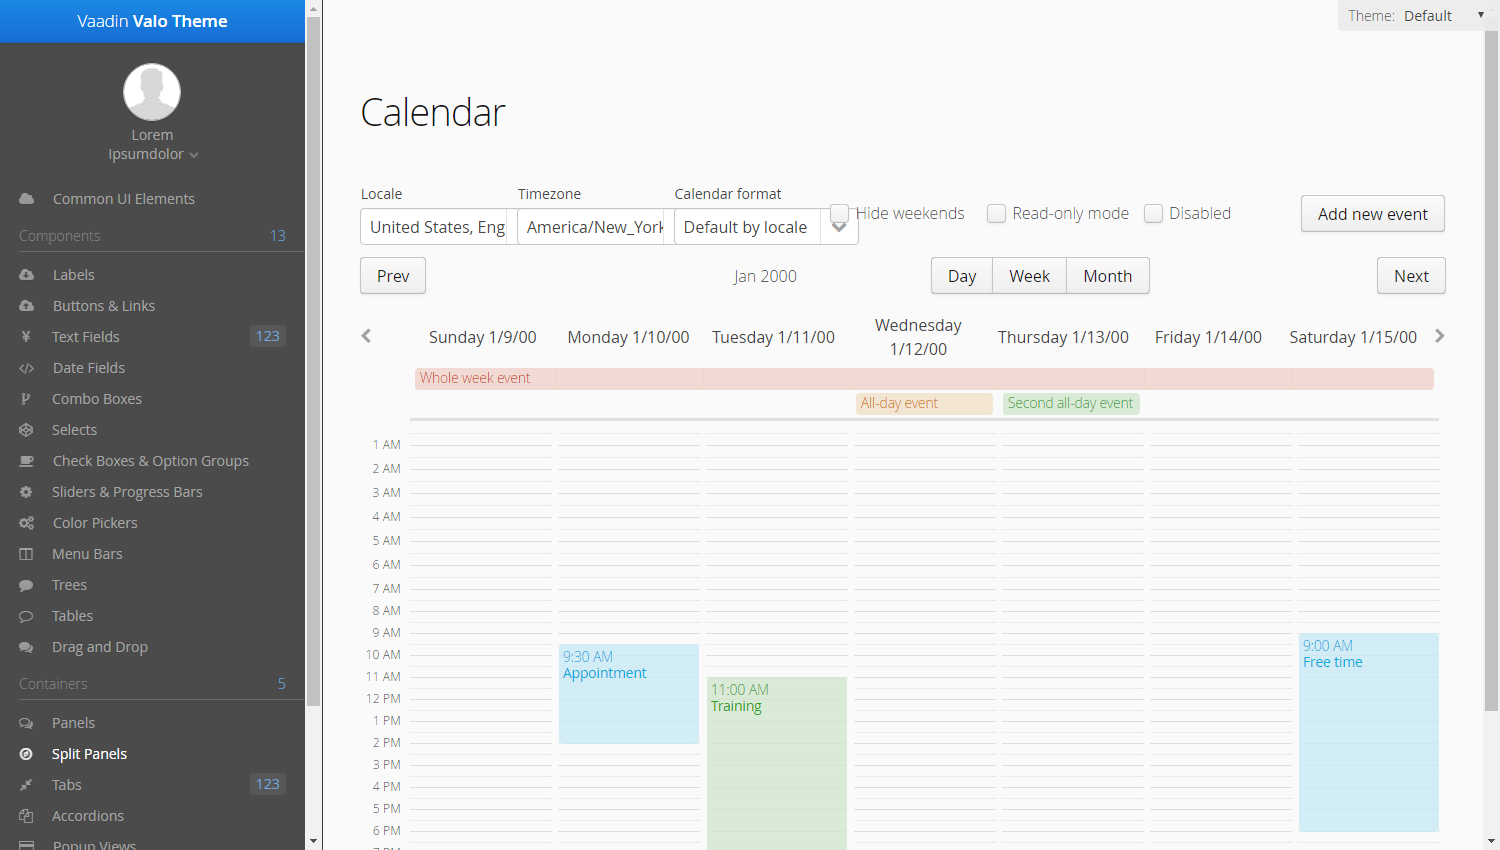 Vaadin Valo Theme
Lorem
Ipsumdolor
Common UI Elements
Components 13
Labels
Buttons & Links
Text Fields 123
Date Fields
Combo Boxes
Selects
Check Boxes & Option Groups
Sliders & Progress Bars
Color Pickers
Menu Bars
Trees
Tables
Drag and Drop
Containers 5
Panels
Split Panels
Tabs 123
Accordions
Popup Views
Theme: Default
Calendar
Locale Timezone Calendar format
United States, Eng America/New_York Default by locale Hide weekends Read-only mode Disabled Add new event
Prev Jan 2000 Day Week Month Next
Sunday 1/9/00 Monday 1/10/00 Tuesday 1/11/00 Wednesday 1/12/00 Thursday 1/13/00 Friday 1/14/00 Saturday 1/15/00
Whole week event
All-day event Second all-day event
1 AM
2 AM
3 AM
4 AM
5 AM
6 AM
7 AM
8 AM
9 AM
10 AM
11 AM
12 PM
1 PM
2 PM
3 PM
4 PM
5 PM
6 PM
9:30 AM
Appointment
11:00 AM
Training
9:00 AM
Free time